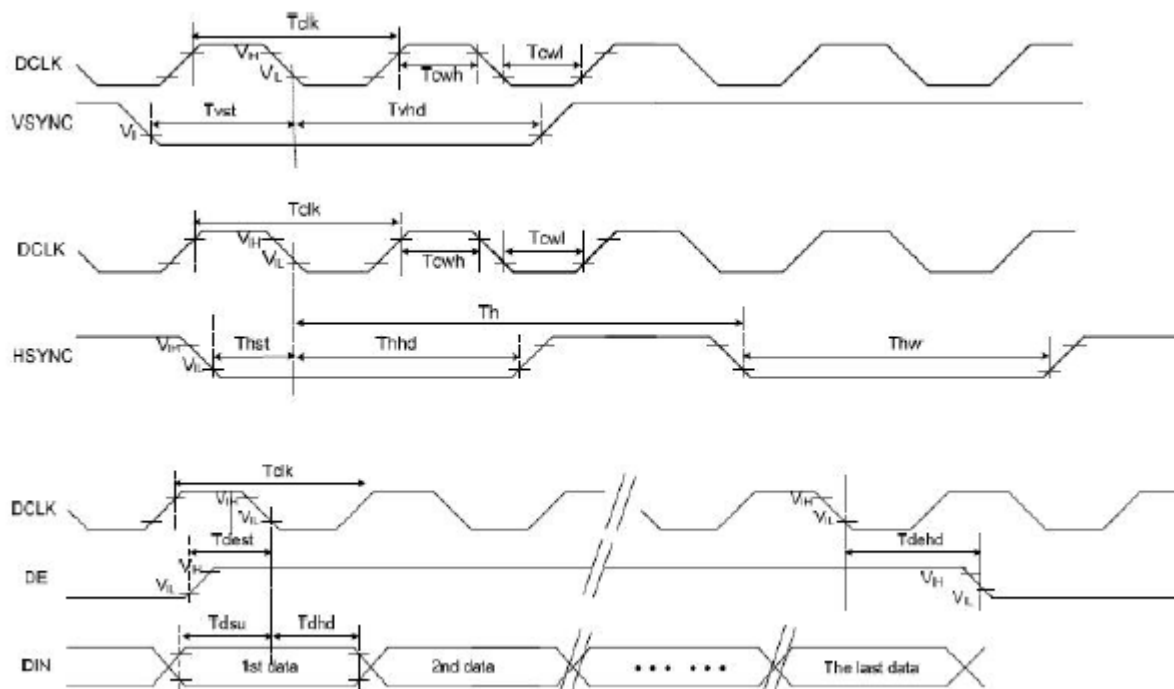 Tclk
DCLK VIH VIL Tcwh Tcwl
VSYNC VIL Tvst Tvhd
Tclk
DCLK VIH VIL Tcwh Tcwl
Th
HSYNC VIH VIL Thst Thhd Thw
Tclk
DCLK VIH VIL VIH VIL
Tdest Tdehd
DE VIL VIH VIH VIL
Tdsu Tdhd
DIN 1st data 2nd data • • • • • • • The last data